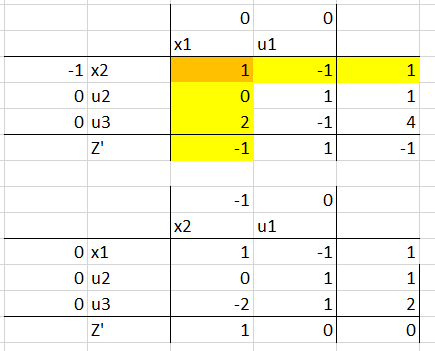 0 0
x1 u1
-1 x2 1 -1 1
0 u2 0 1 1
0 u3 2 -1 4
Z' -1 1 -1
-1 0
x2 u1
0 x1 1 -1 1
0 u2 0 1 1
0 u3 -2 1 2
Z' 1 0 0